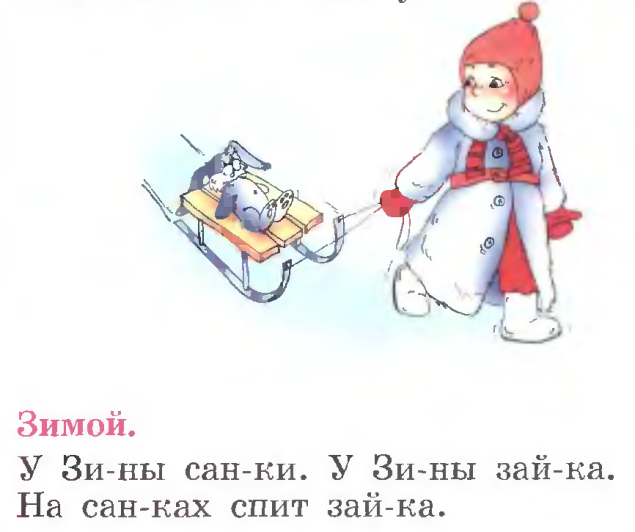 Зимой.
У Зи-ны сан-ки. У Зи-ны зай-ка.
На сан-ках спит зай-ка.